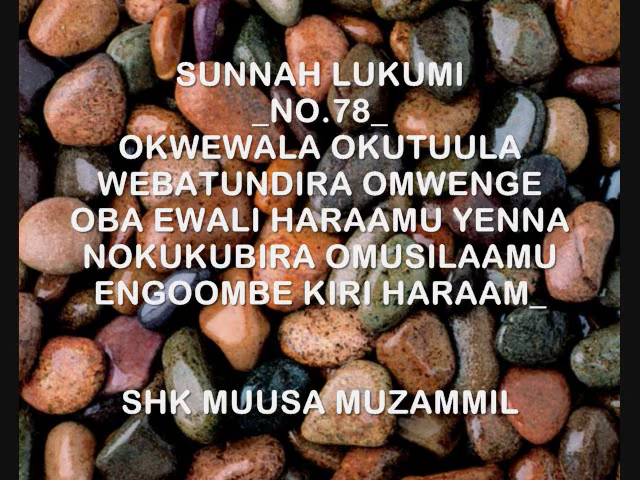 SUNNAH LUKUMI
_NO.78_
OKWEWALA OKUTUULA
WEBATUNDIRA OMWENGE
OBA EWALI HARAAMU YENNA
NOKUKUBIRA OMUSILAAMU
ENGOOMBE KIRI HARAAM_
SHK MUUSA MUZAMMIL